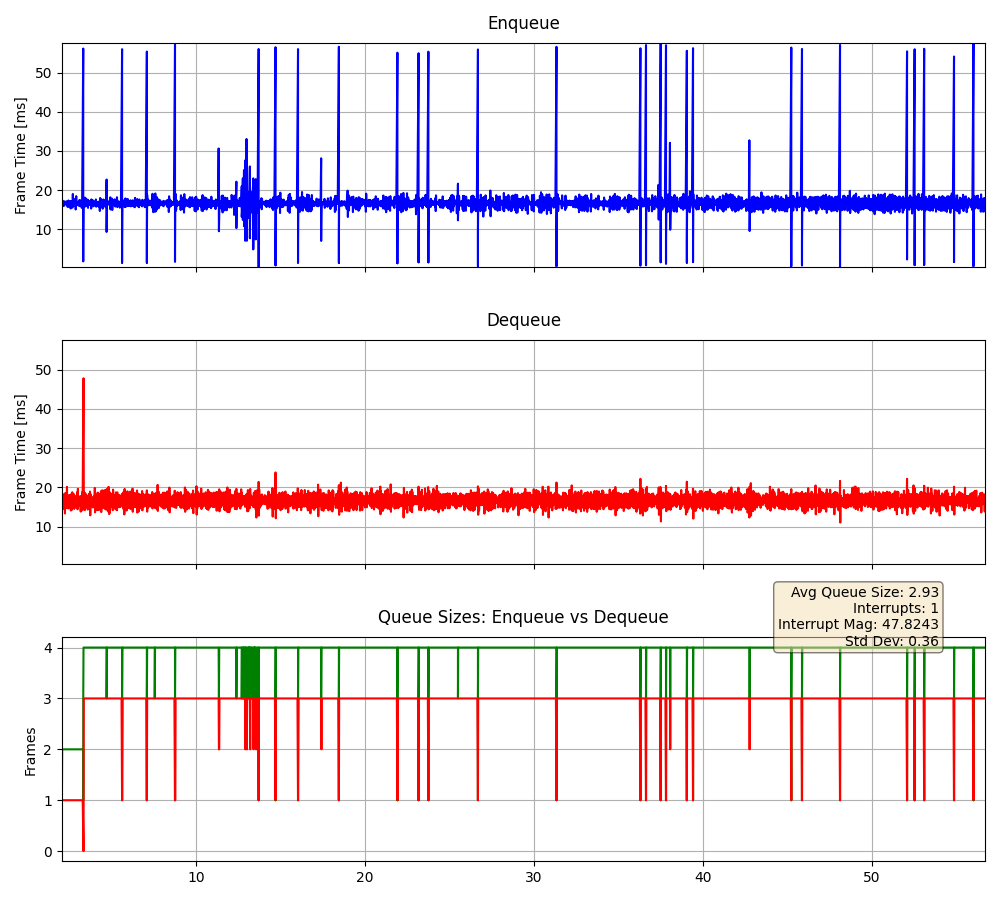 Enqueue
Frame Time [ms]
50
40
30
20
10
Dequeue
Frame Time [ms]
50
40
30
20
10
Avg Queue Size: 2.93
Interrupts: 1
Interrupt Mag: 47.8243
Std Dev: 0.36
Queue Sizes: Enqueue vs Dequeue
Frames
4
3
2
1
0
10 20 30 40 50